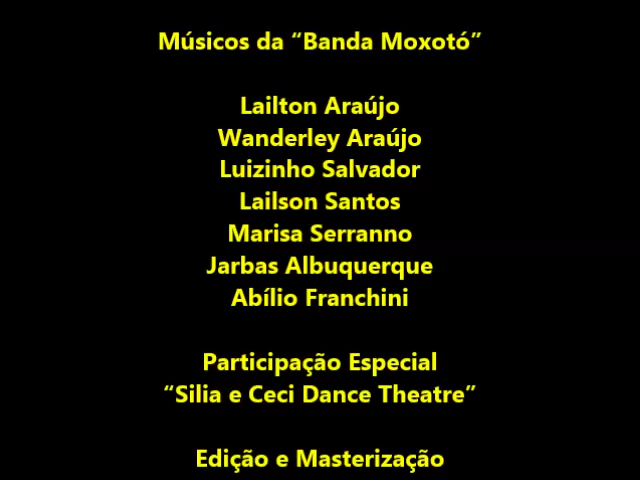 Músicos da “Banda Moxotó”
Lailton Araújo
Wanderley Araújo
Luizinho Salvador
Lailson Santos
Marisa Serranno
Jarbas Albuquerque
Abílio Franchini
Participação Especial
“Silia e Ceci Dance Theatre”
Edição e Masterização